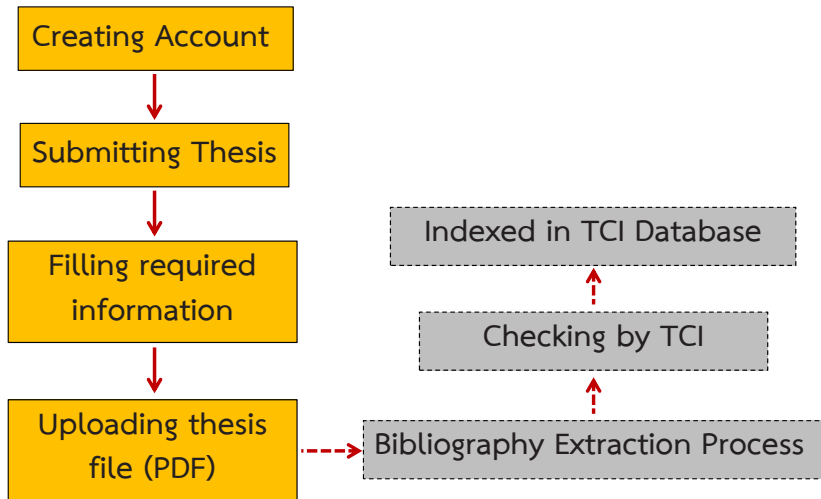 Creating Account
Submitting Thesis
Filling required
information
Uploading thesis
file (PDF)
Bibliography Extraction Process
Checking by TCI
Indexed in TCI Database